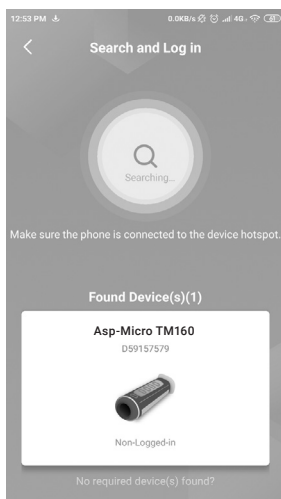 12:53 PM
0.0KB/s 4G
Search and Log in
Searching...
Make sure the phone is connected to the device hotspot.
Found Device(s)(1)
Asp-Micro TM160
D59157579
Non-Logged-in
No required device(s) found?